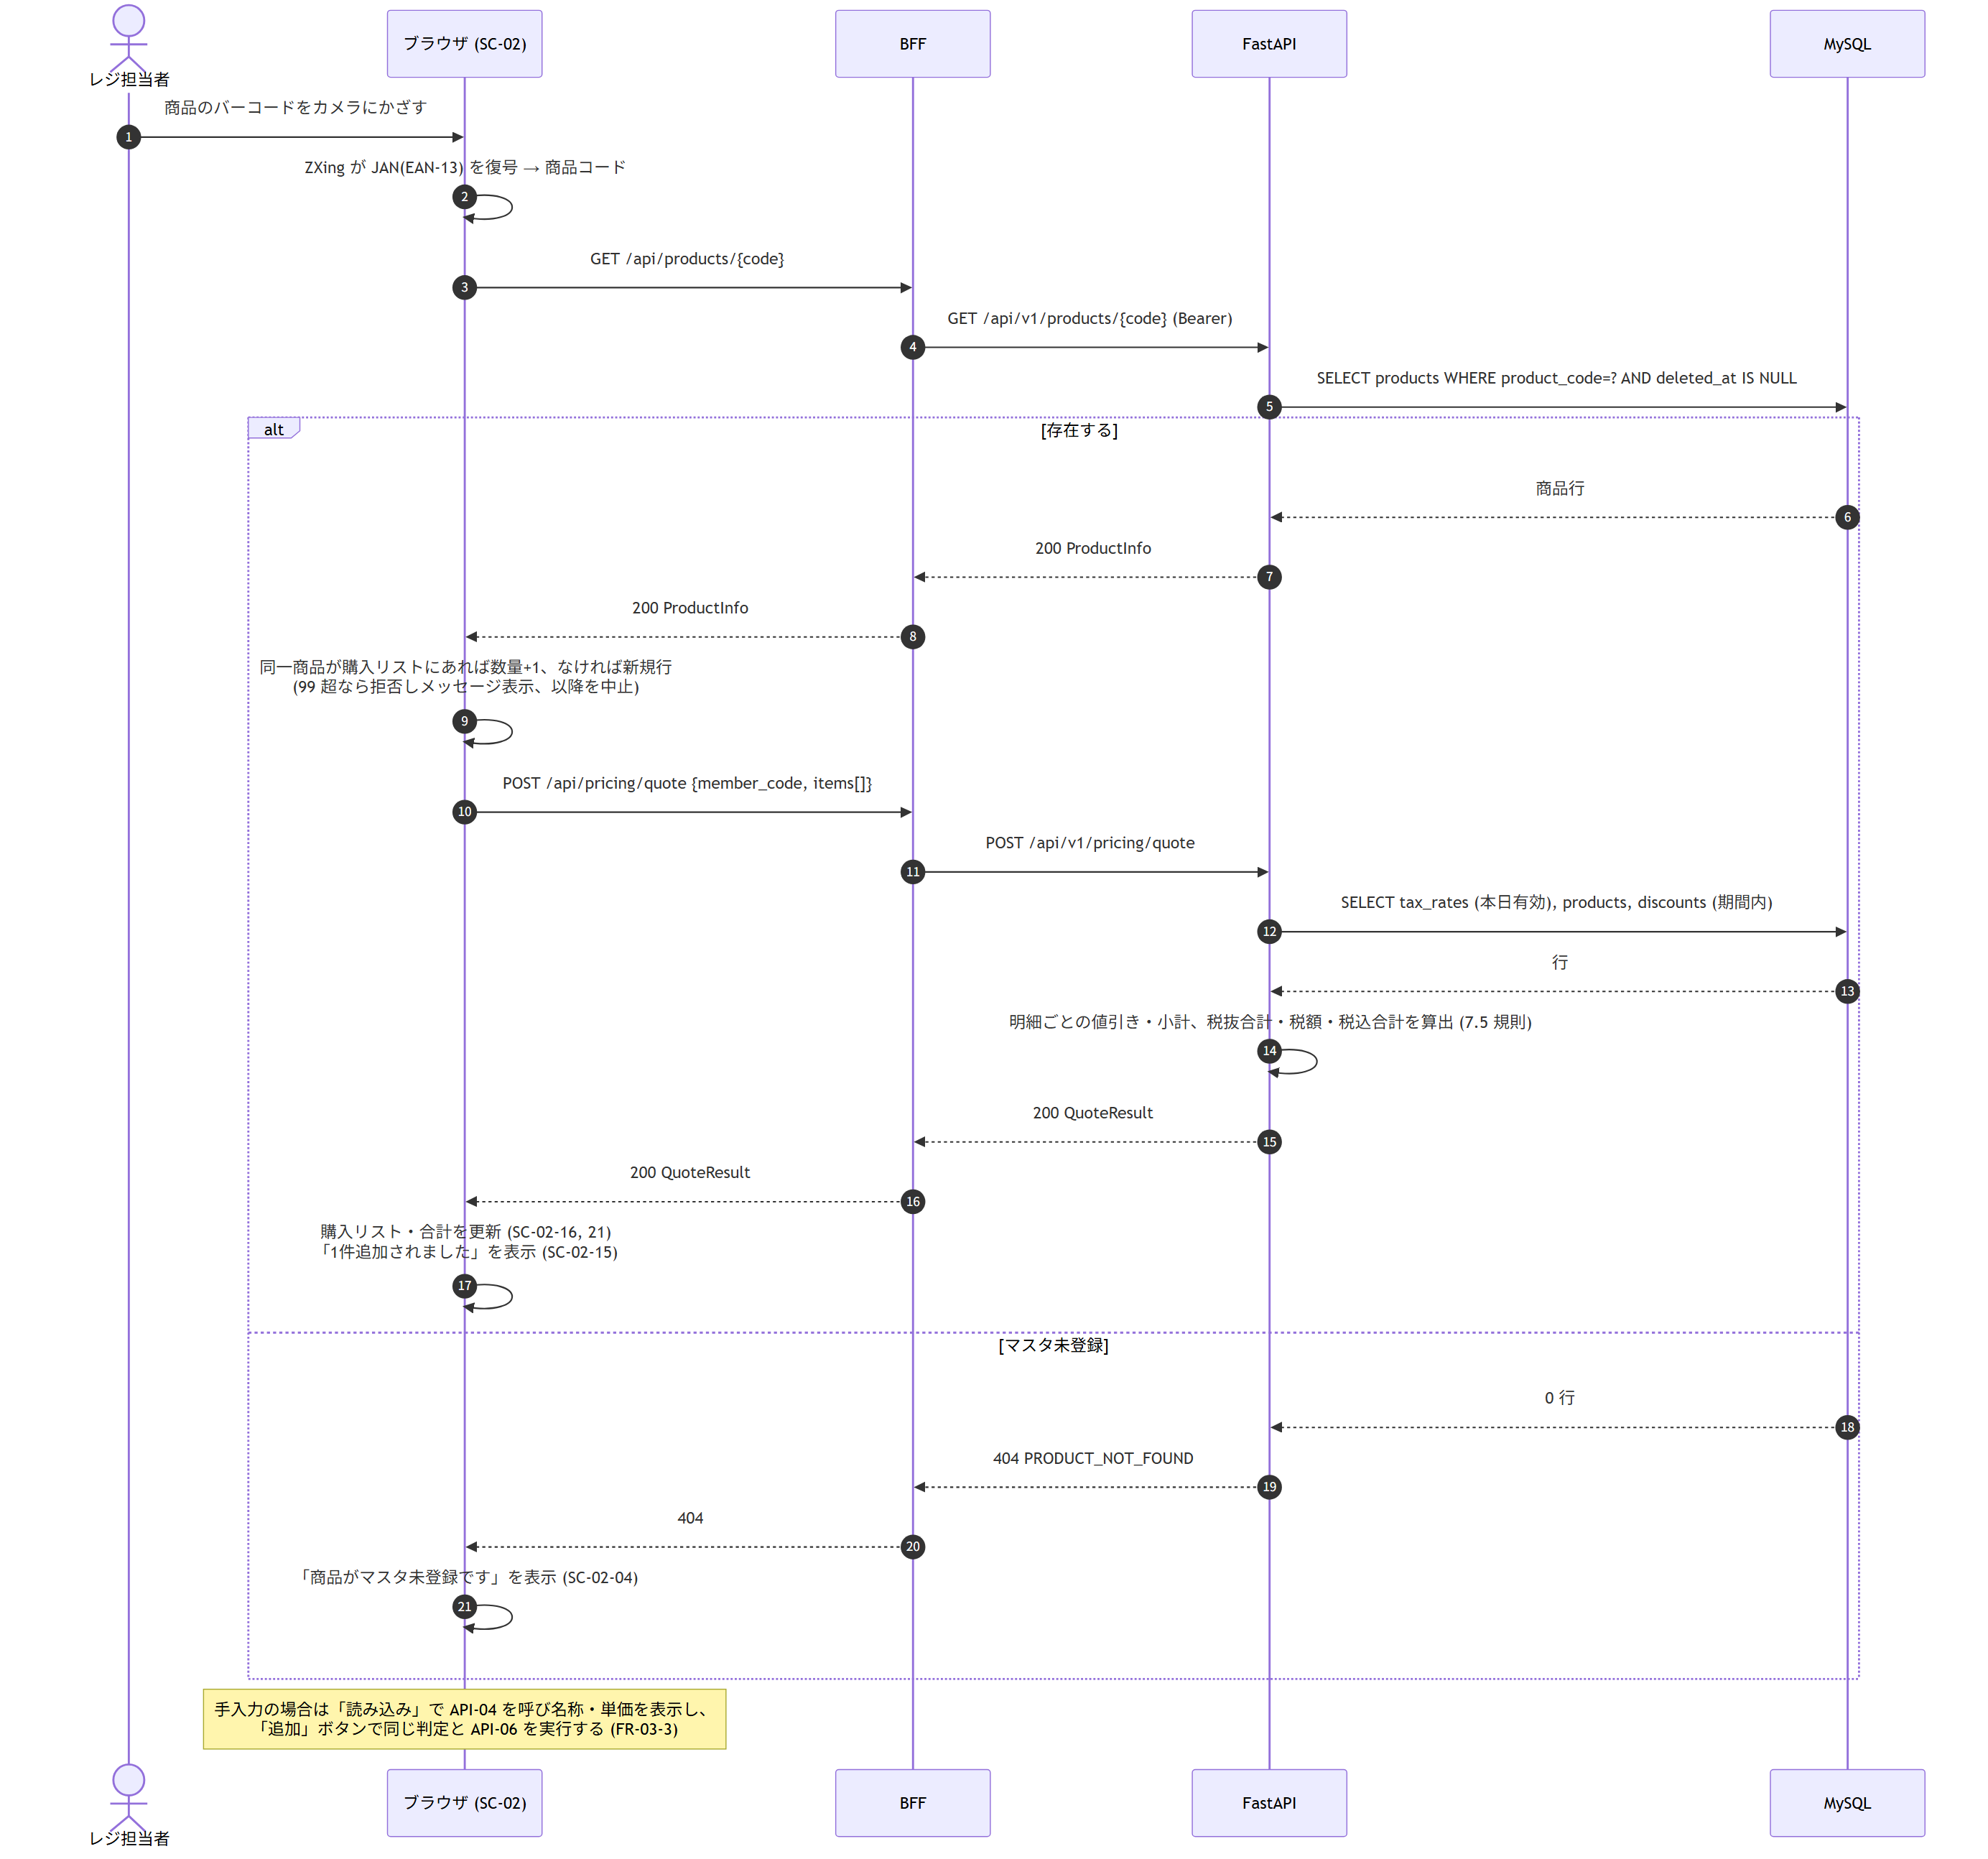 レジ担当者
ブラウザ (SC-02)
BFF
FastAPI
MySQL
商品のバーコードをカメラにかざす
1
ZXing が JAN(EAN-13) を復号 → 商品コード
2
GET /api/products/{code}
3
GET /api/v1/products/{code} (Bearer)
4
SELECT products WHERE product_code=? AND deleted_at IS NULL
5
alt
[存在する]
商品行
6
200 ProductInfo
7
200 ProductInfo
8
同一商品が購入リストにあれば数量+1、なければ新規行
(99 超なら拒否しメッセージ表示、以降を中止)
9
POST /api/pricing/quote {member_code, items[]}
10
POST /api/v1/pricing/quote
11
SELECT tax_rates (本日有効), products, discounts (期間内)
12
行
13
明細ごとの値引き・小計、税抜合計・税額・税込合計を算出 (7.5 規則)
14
200 QuoteResult
15
200 QuoteResult
16
購入リスト・合計を更新 (SC-02-16, 21)
「1件追加されました」を表示 (SC-02-15)
17
[マスタ未登録]
0 行
18
404 PRODUCT_NOT_FOUND
19
404
20
「商品がマスタ未登録です」を表示 (SC-02-04)
21
手入力の場合は「読み込み」で API-04 を呼び名称・単価を表示し、
「追加」ボタンで同じ判定と API-06 を実行する (FR-03-3)
レジ担当者
ブラウザ (SC-02)
BFF
FastAPI
MySQL